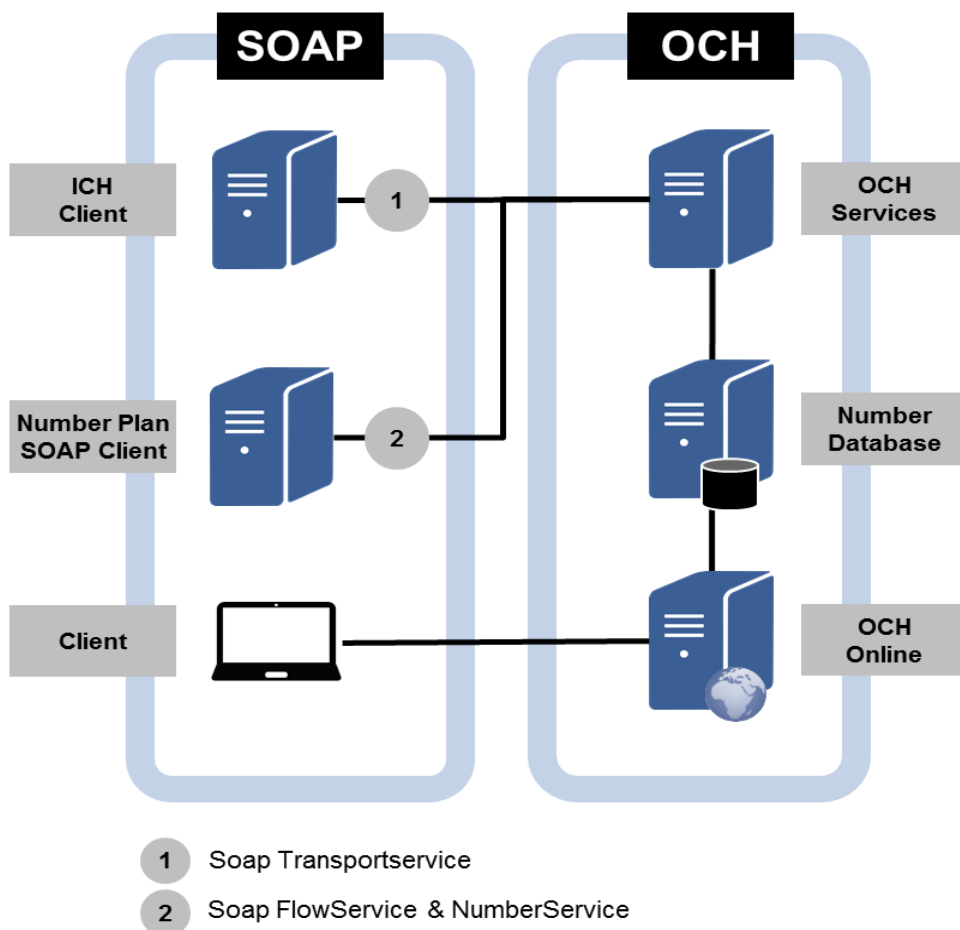 SOAP
OCH
ICH
Client
1
OCH
Services
Number Plan
SOAP Client
2
Number
Database
Client
OCH
Online
1 Soap Transportservice
2 Soap FlowService & NumberService